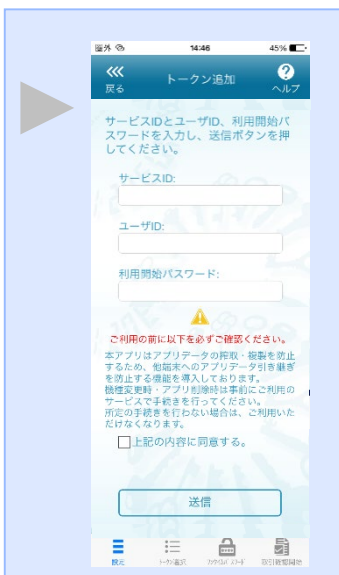 圏外
14:46
45%
戻る
トークン追加
?
ヘルプ
サービスIDとユーザID、利用開始パ
スワードを入力し、送信ボタンを押
してください。
サービスID:
ユーザID:
利用開始パスワード:
ご利用の前に以下を必ずご確認ください。
本アプリはアプリデータの搾取・複製を防止
するため、他端末へのアプリデータ引き継ぎ
を防止する機能を導入しております。
機種変更時・アプリ削除時は事前にご利用の
サービスで手続きを行ってください。
所定の手続きを行わない場合は、ご利用いた
だけなくなります。
上記の内容に同意する。
送信